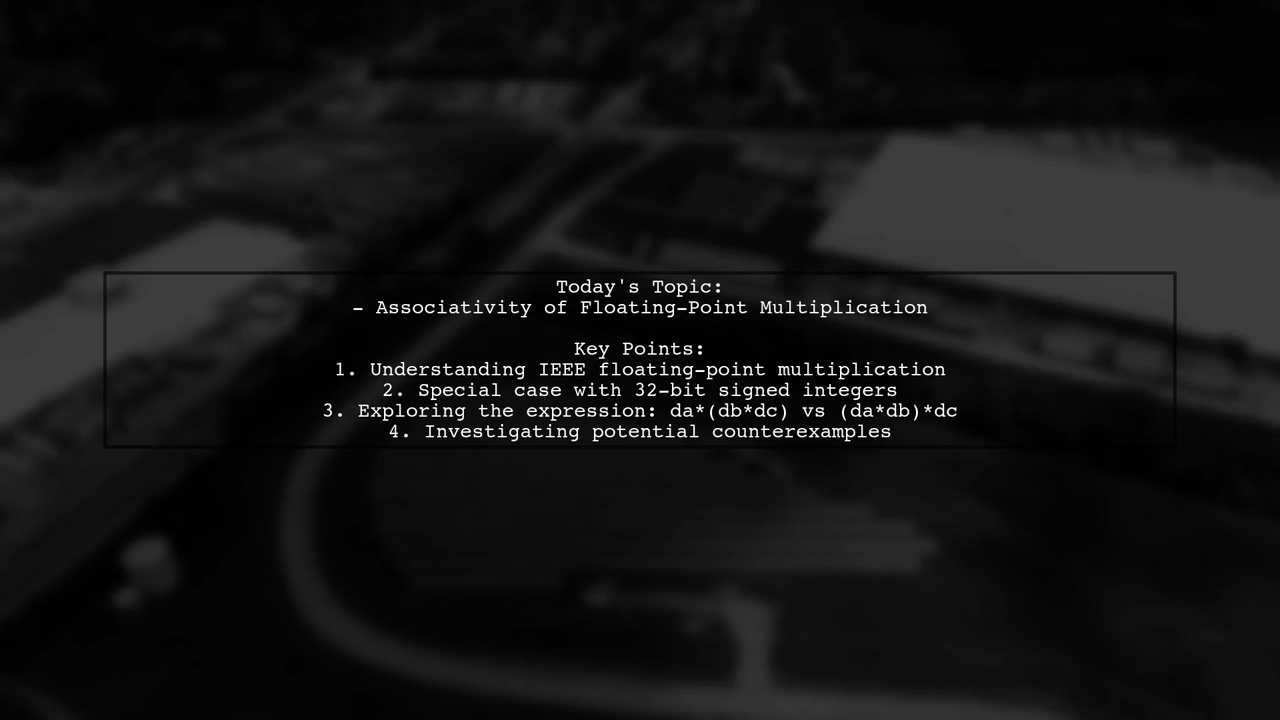 Today's Topic:
- Associativity of Floating-Point Multiplication
Key Points:
1. Understanding IEEE floating-point multiplication
2. Special case with 32-bit signed integers
3. Exploring the expression: da*(db*dc) vs (da*db)*dc
4. Investigating potential counterexamples